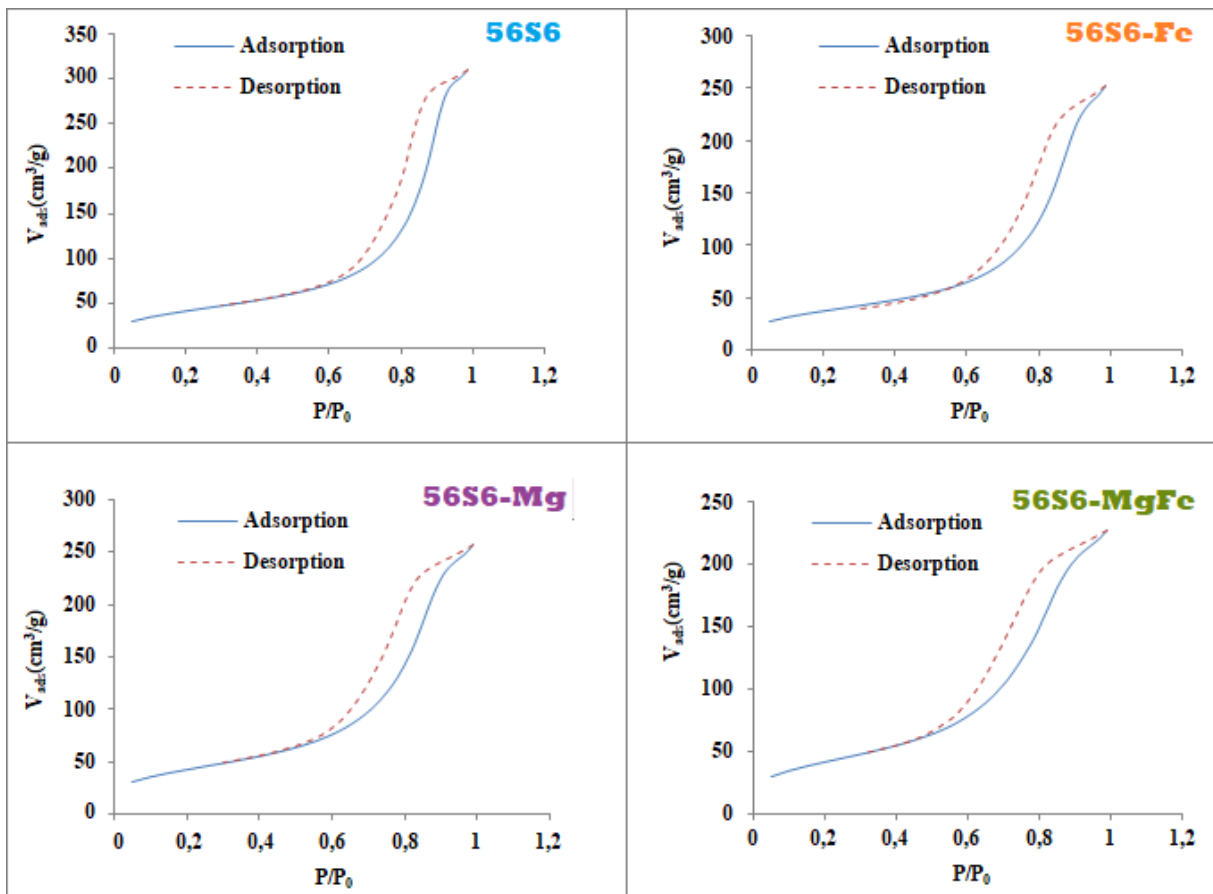 56S6
Adsorption
Desorption
350
300
250
200
150
100
50
0
V_ads(cm³/g)
0 0,2 0,4 0,6 0,8 1 1,2
P/P₀
56S6-Fe
Adsorption
Desorption
300
250
200
150
100
50
0
V_ads(cm³/g)
0 0,2 0,4 0,6 0,8 1 1,2
P/P₀
56S6-Mg
Adsorption
Desorption
300
250
200
150
100
50
0
V_ads(cm³/g)
0 0,2 0,4 0,6 0,8 1 1,2
P/P₀
56S6-MgFe
Adsorption
Desorption
250
200
150
100
50
0
V_ads(cm³/g)
0 0,2 0,4 0,6 0,8 1 1,2
P/P₀